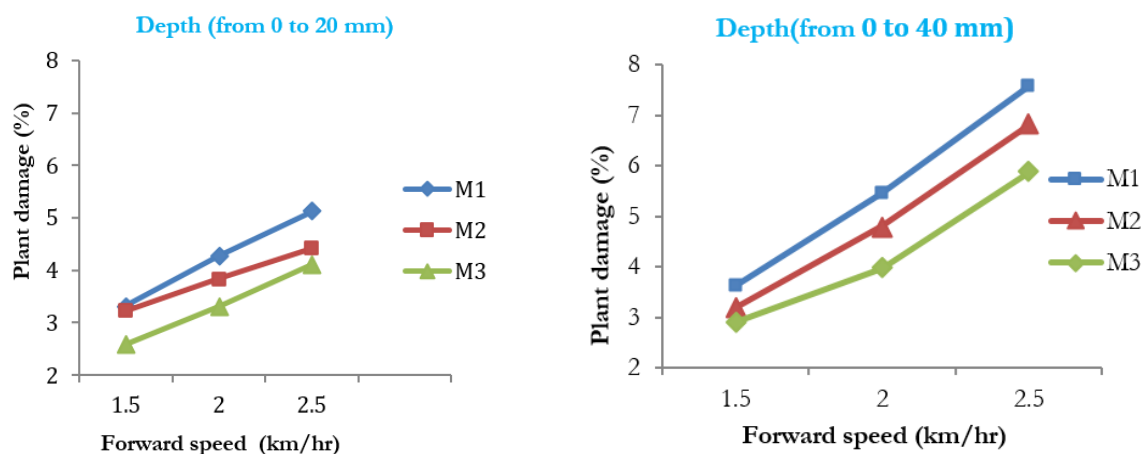 Depth (from 0 to 20 mm)
Plant damage (%)
8
7
6
5
4
3
2
1.5 2 2.5
Forward speed (km/hr)
M1
M2
M3
Depth(from 0 to 40 mm)
Plant damage (%)
8
7
6
5
4
3
2
1.5 2 2.5
Forward speed (km/hr)
M1
M2
M3